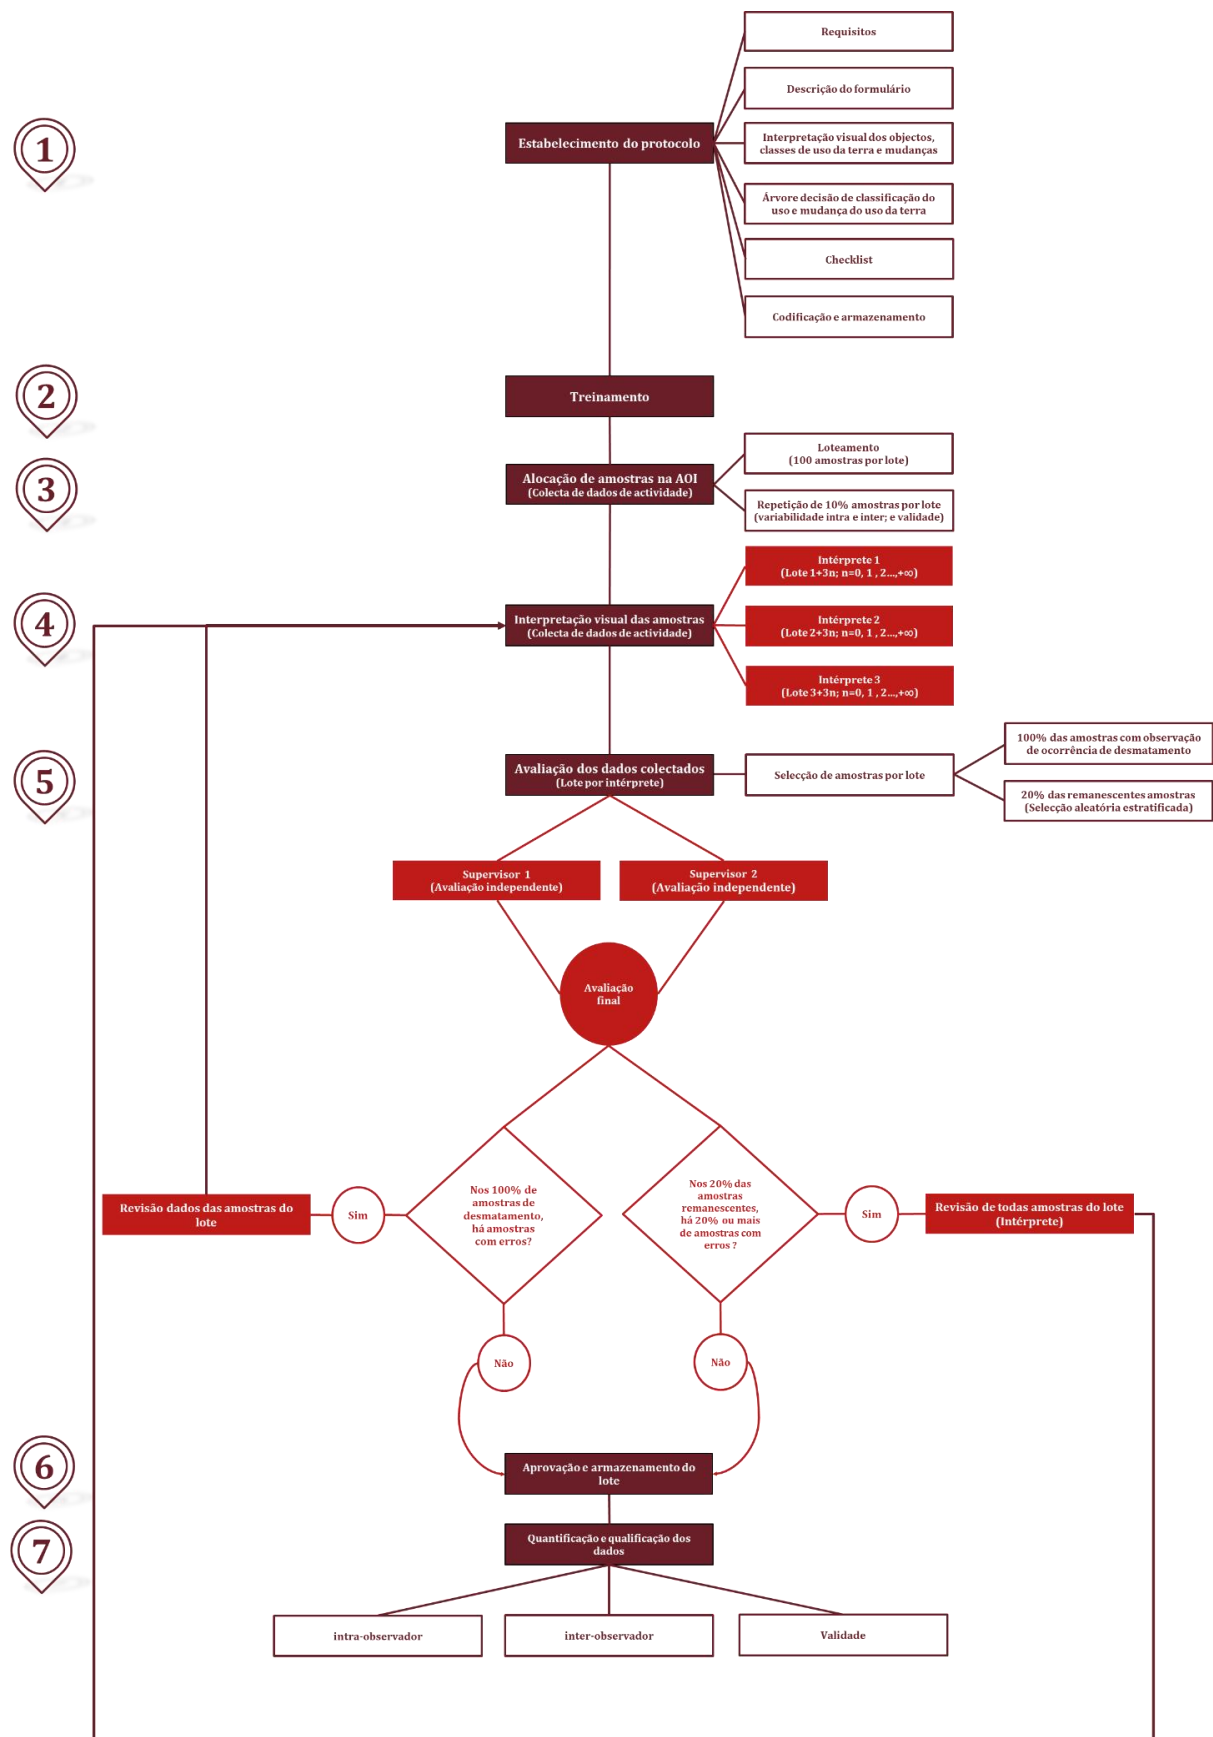 Requisitos
Descrição do formulário
1
Estabelecimento do protocolo
Interpretação visual dos objectos,
classes de uso da terra e mudanças
Árvore decisão de classificação do
uso e mudança do uso da terra
Checklist
Codificação e armazenamento
2
Treinamento
3
Alocação de amostras na AOI
(Colecta de dados de actividade)
Loteamento
(100 amostras por lote)
Repetição de 10% amostras por lote
(variabilidade intra e inter; e validade)
4
Interpretação visual das amostras
(Colecta de dados de actividade)
Intérprete 1
(Lote 1+3n; n=0, 1 , 2...,+∞)
Intérprete 2
(Lote 2+3n; n=0, 1 , 2...,+∞)
Intérprete 3
(Lote 3+3n; n=0, 1 , 2...,+∞)
5
Avaliação dos dados colectados
(Lote por intérprete)
Selecção de amostras por lote
100% das amostras com observação
de ocorrência de desmatamento
20% das remanescentes amostras
(Selecção aleatória estratificada)
Supervisor 1
(Avaliação independente)
Supervisor 2
(Avaliação independente)
Avaliação
final
Revisão dados das amostras do
lote
Sim
Nos 100% de
amostras de
desmatamento,
há amostras
com erros?
Nos 20% das
amostras
remanescentes,
há 20% ou mais
de amostras com
erros ?
Sim
Revisão de todas amostras do lote
(Intérprete)
Não
Não
6
Aprovação e armazenamento do
lote
7
Quantificação e qualificação dos
dados
intra-observador
inter-observador
Validade